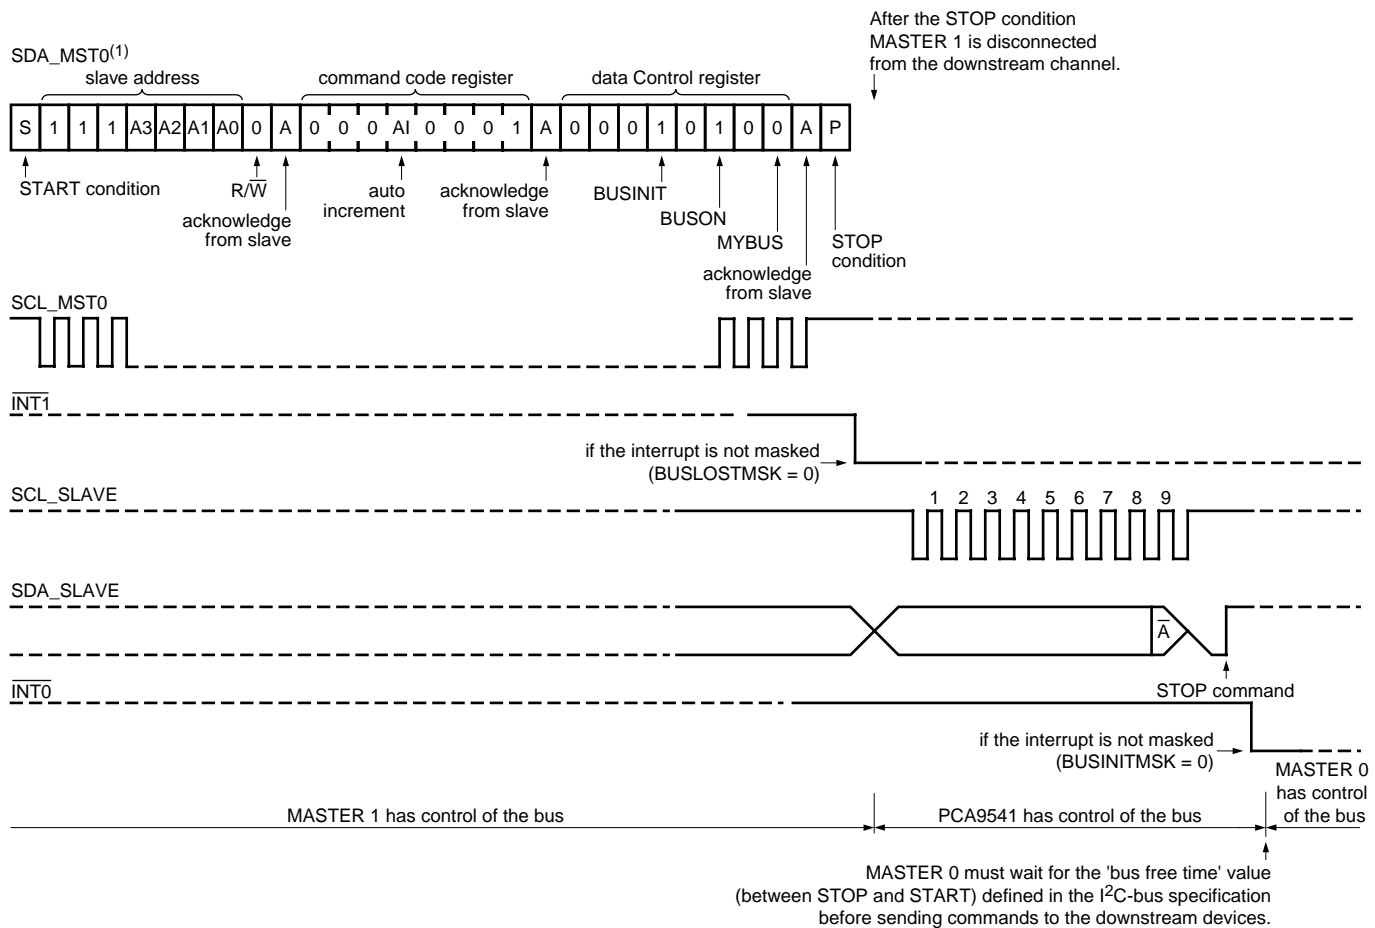 After the STOP condition
MASTER 1 is disconnected
from the downstream channel.
SDA_MST0(1)
slave address
command code register
data Control register
S 1 1 1 A3 A2 A1 A0 0 A 0 0 0 AI 0 0 0 1 A 0 0 0 1 0 1 0 0 A P
START condition
R/W̅
acknowledge
from slave
auto
increment
acknowledge
from slave
BUSINIT
BUSON
MYBUS
acknowledge
from slave
STOP
condition
SCL_MST0
I̅N̅T̅1̅
if the interrupt is not masked
(BUSLOSTMSK = 0)
SCL_SLAVE
1 2 3 4 5 6 7 8 9
SDA_SLAVE
A̅
STOP command
I̅N̅T̅0̅
if the interrupt is not masked
(BUSINITMSK = 0)
MASTER 1 has control of the bus
PCA9541 has control of the bus
MASTER 0
has control
of the bus
MASTER 0 must wait for the 'bus free time' value
(between STOP and START) defined in the I2C-bus specification
before sending commands to the downstream devices.